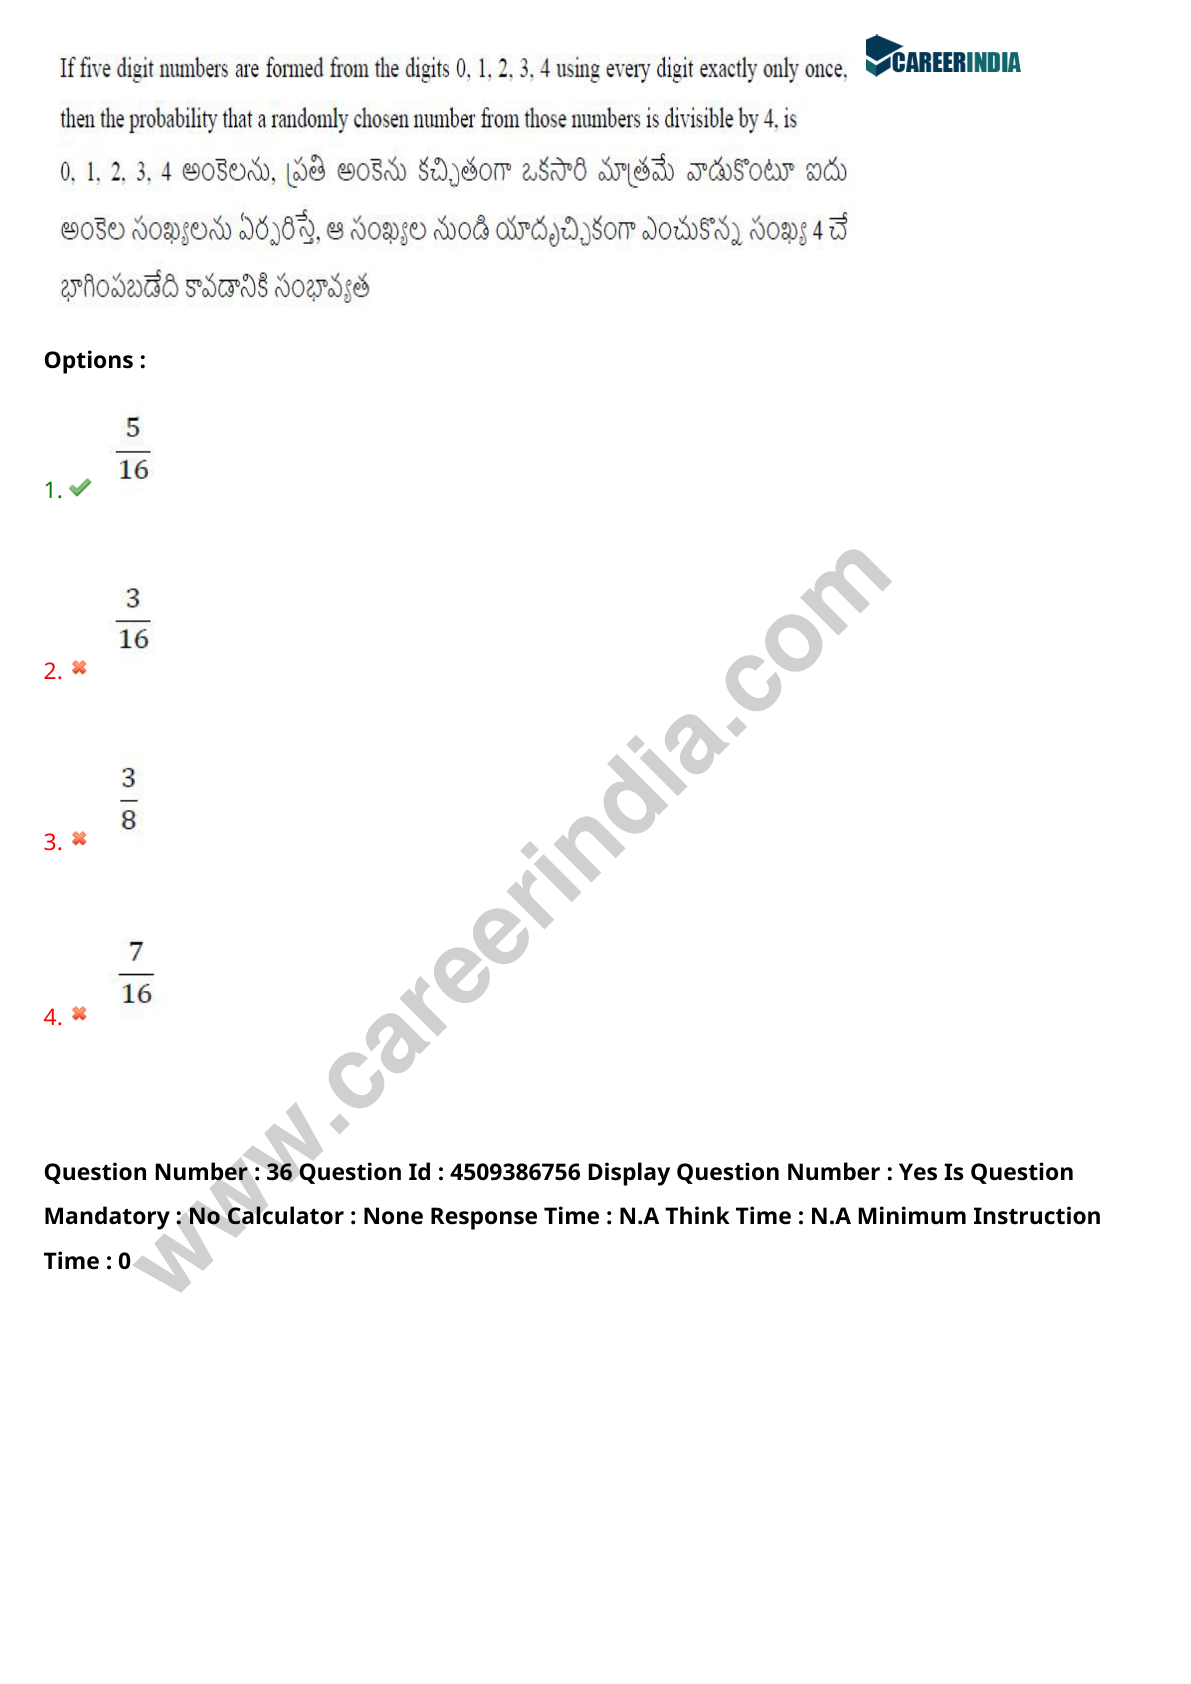 CAREERINDIA
If five digit numbers are formed from the digits 0, 1, 2, 3, 4 using every digit exactly only once,
then the probability that a randomly chosen number from those numbers is divisible by 4, is
0, 1, 2, 3, 4 అంకెలను, ప్రతి అంకెను కచ్చితంగా ఒకసారి మాత్రమే వాడుకొంటూ ఐదు
అంకెల సంఖ్యలను ఏర్పరిస్తే, ఆ సంఖ్యల నుండి యాదృచ్చికంగా ఎంచుకొన్న సంఖ్య 4 చే
భాగింపబడేది కావడానికి సంభావ్యత
Options :
1. 5/16
2. 3/16
3. 3/8
4. 7/16
www.careerindia.com
Question Number : 36 Question Id : 4509386756 Display Question Number : Yes Is Question
Mandatory : No Calculator : None Response Time : N.A Think Time : N.A Minimum Instruction
Time : 0